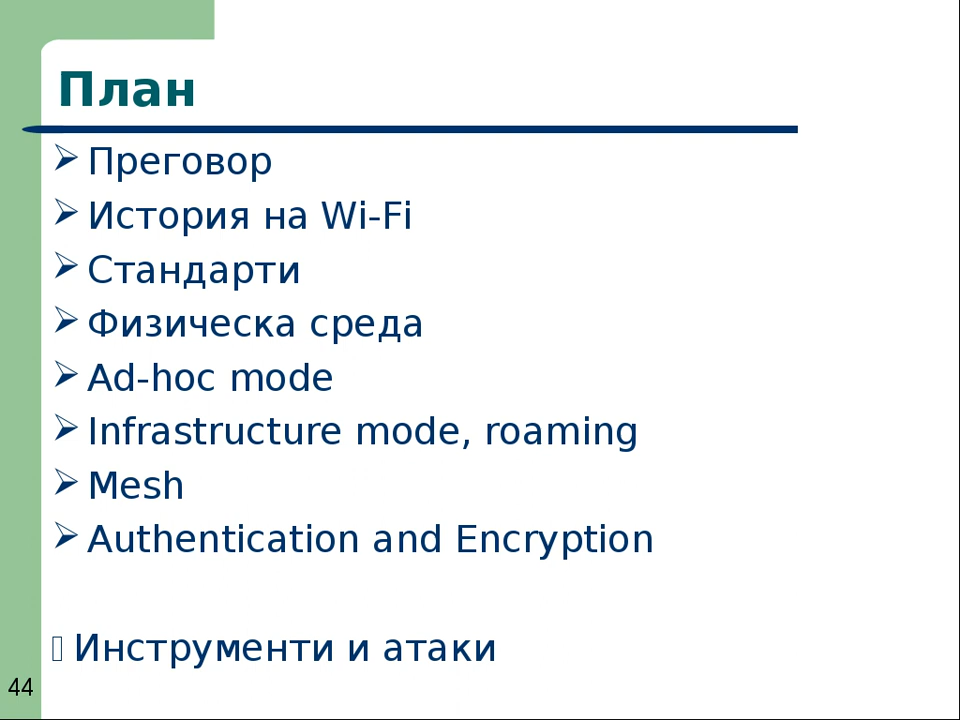 План
Преговор
История на Wi-Fi
Стандарти
Физическа среда
Ad-hoc mode
Infrastructure mode, roaming
Mesh
Authentication and Encryption
Инструменти и атаки
44